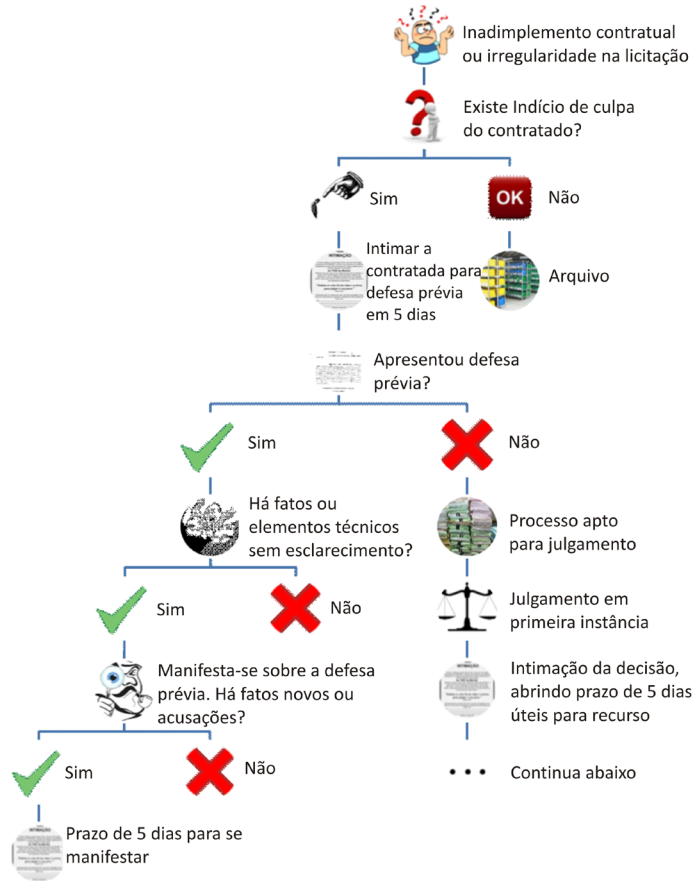 Inadimplemento contratual
ou irregularidade na licitação
Existe Indício de culpa
do contratado?
Sim
OK
Não
INTIMAÇÃO
Intimar a
contratada para
defesa prévia
em 5 dias
Arquivo
Apresentou defesa
prévia?
Sim
Não
Há fatos ou
elementos técnicos
sem esclarecimento?
Processo apto
para julgamento
Sim
Não
Julgamento em
primeira instância
Manifesta-se sobre a defesa
prévia. Há fatos novos ou
acusações?
INTIMAÇÃO
Intimação da decisão,
abrindo prazo de 5 dias
úteis para recurso
Sim
Não
... Continua abaixo
INTIMAÇÃO
Prazo de 5 dias para se
manifestar